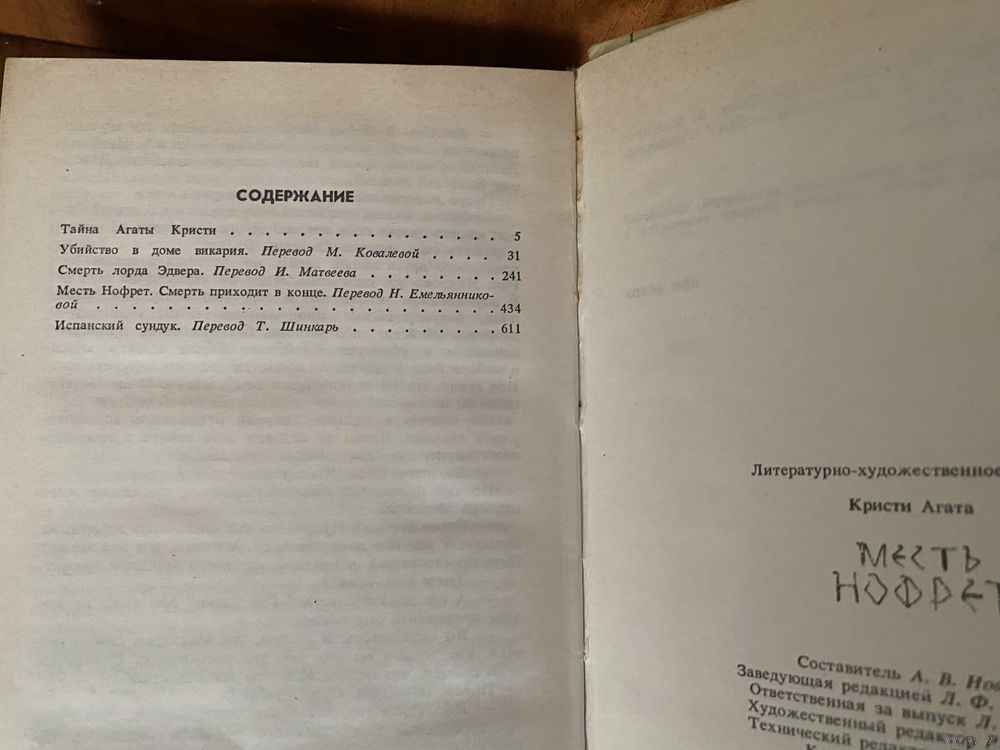 СОДЕРЖАНИЕ
Тайна Агаты Кристи . . . . . . . . . . . . . . . . 5
Убийство в доме викария. Перевод М. Ковалевой . . . . 31
Смерть лорда Эдвера. Перевод И. Матвеева . . . . . . . . 241
Месть Нофрет. Смерть приходит в конце. Перевод Н. Емельяннико-
вой . . . . . . . . . . . . . . . . . . . . . . 434
Испанский сундук. Перевод Т. Шинкарь . . . . . . . . . 611
Литературно-художественное
Кристи Агата
МЕСТЬ
НОФРЕТ
Составитель А. В.
Заведующая редакцией Л. Ф.
Ответственная за выпуск Л.
Художественный редактор
Технический